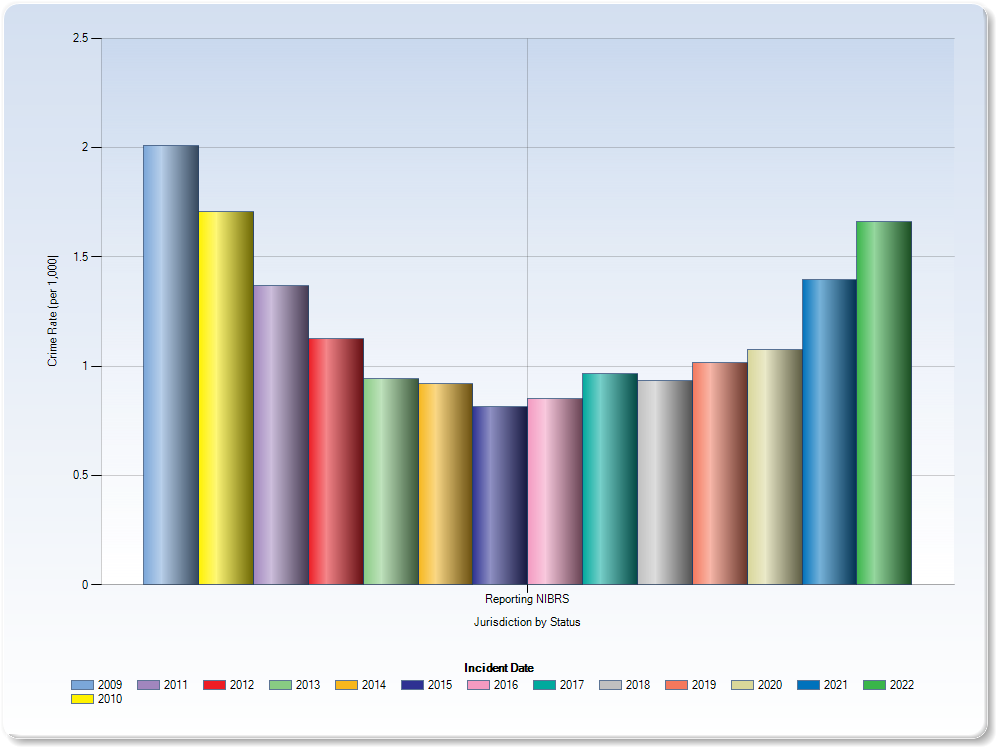 2.5
2
1.5
1
0.5
0
Crime Rate (per 1,000)
Reporting NIBRS
Jurisdiction by Status
Incident Date
2009 2011 2012 2013 2014 2015 2016 2017 2018 2019 2020 2021 2022
2010